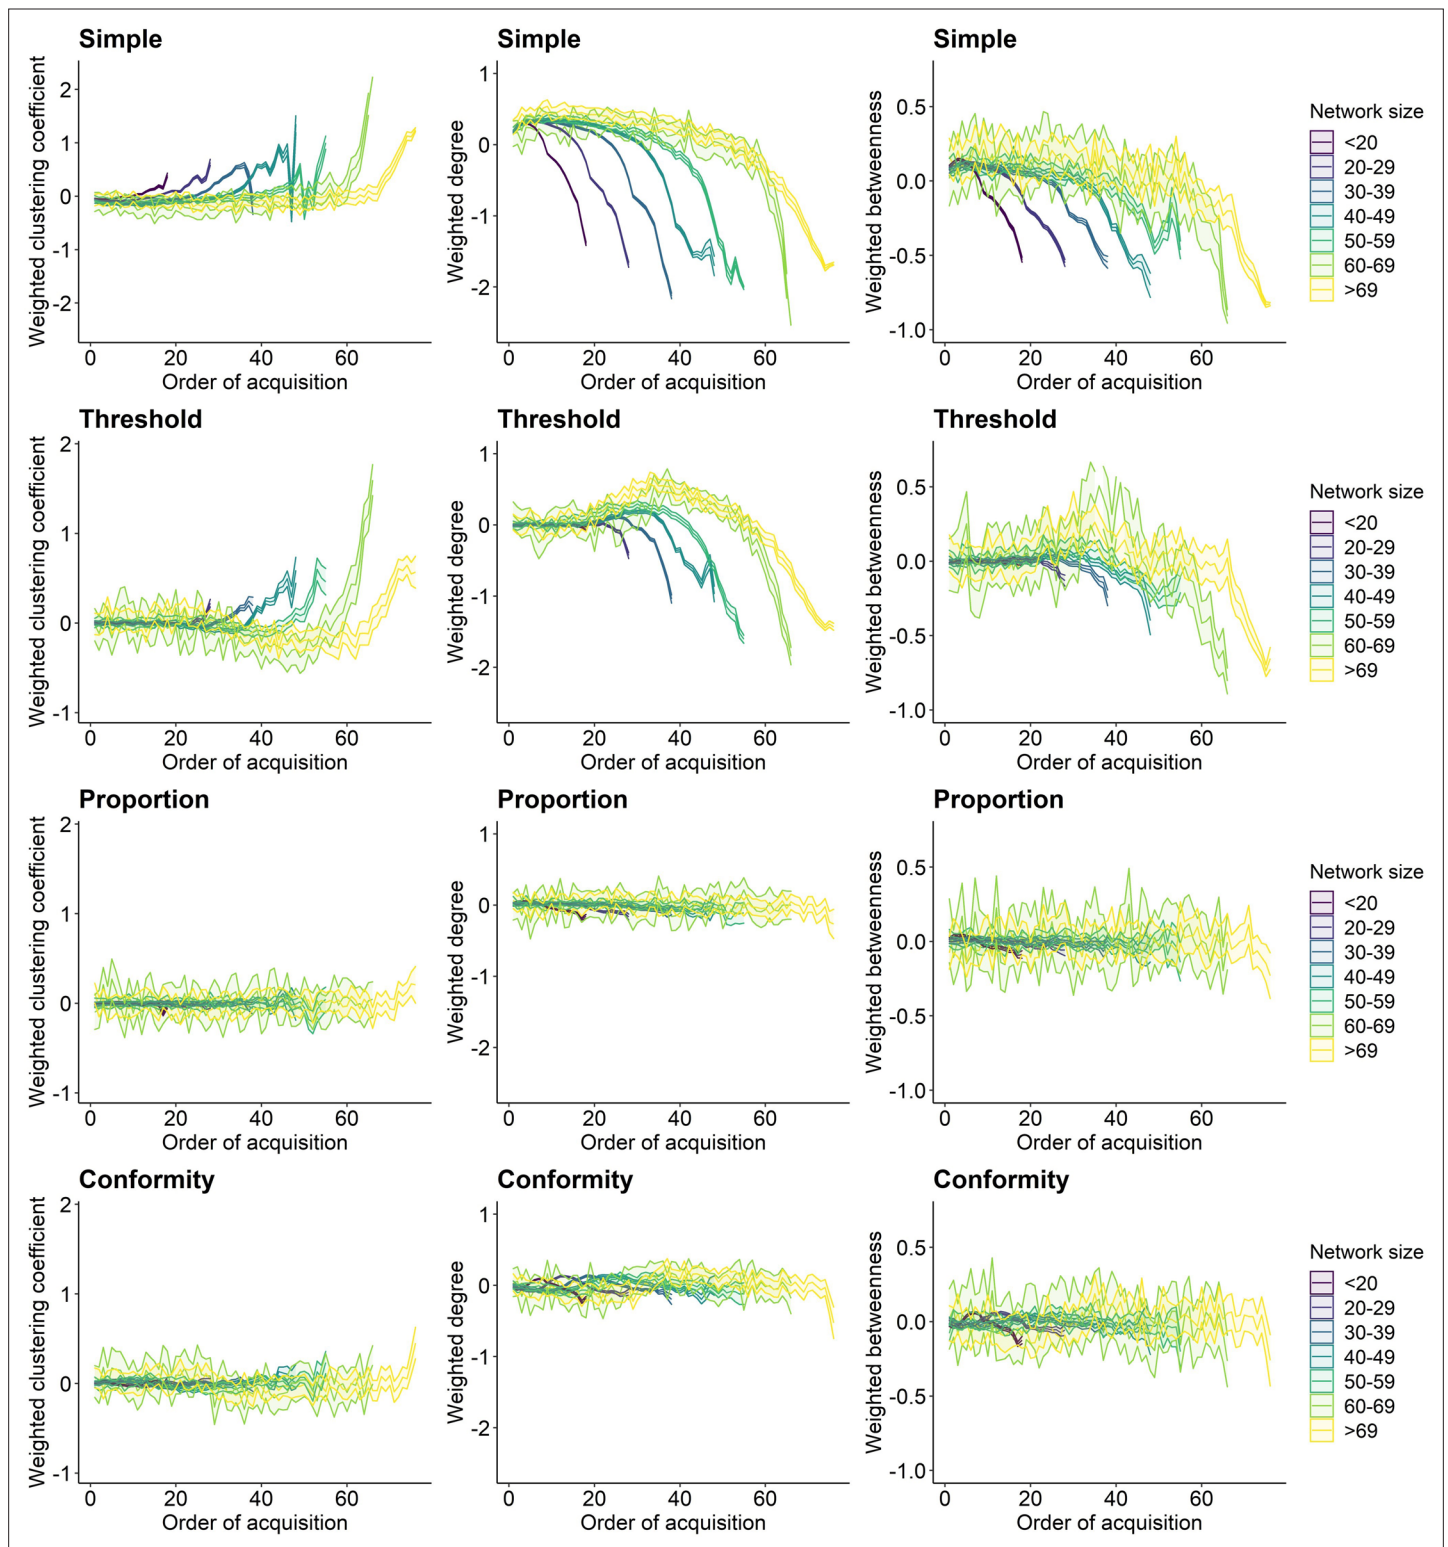 Simple
Weighted clustering coefficient
2
1
0
-1
-2
0 20 40 60
Order of acquisition
Simple
Weighted degree
1
0
-1
-2
0 20 40 60
Order of acquisition
Simple
Weighted betweenness
0.5
0.0
-0.5
-1.0
0 20 40 60
Order of acquisition
Network size
<20
20-29
30-39
40-49
50-59
60-69
>69
Threshold
Weighted clustering coefficient
2
1
0
-1
0 20 40 60
Order of acquisition
Threshold
Weighted degree
1
0
-1
-2
0 20 40 60
Order of acquisition
Threshold
Weighted betweenness
0.5
0.0
-0.5
-1.0
0 20 40 60
Order of acquisition
Network size
<20
20-29
30-39
40-49
50-59
60-69
>69
Proportion
Weighted clustering coefficient
2
1
0
-1
0 20 40 60
Order of acquisition
Proportion
Weighted degree
1
0
-1
-2
0 20 40 60
Order of acquisition
Proportion
Weighted betweenness
0.5
0.0
-0.5
-1.0
0 20 40 60
Order of acquisition
Network size
<20
20-29
30-39
40-49
50-59
60-69
>69
Conformity
Weighted clustering coefficient
2
1
0
-1
0 20 40 60
Order of acquisition
Conformity
Weighted degree
1
0
-1
-2
0 20 40 60
Order of acquisition
Conformity
Weighted betweenness
0.5
0.0
-0.5
-1.0
0 20 40 60
Order of acquisition
Network size
<20
20-29
30-39
40-49
50-59
60-69
>69